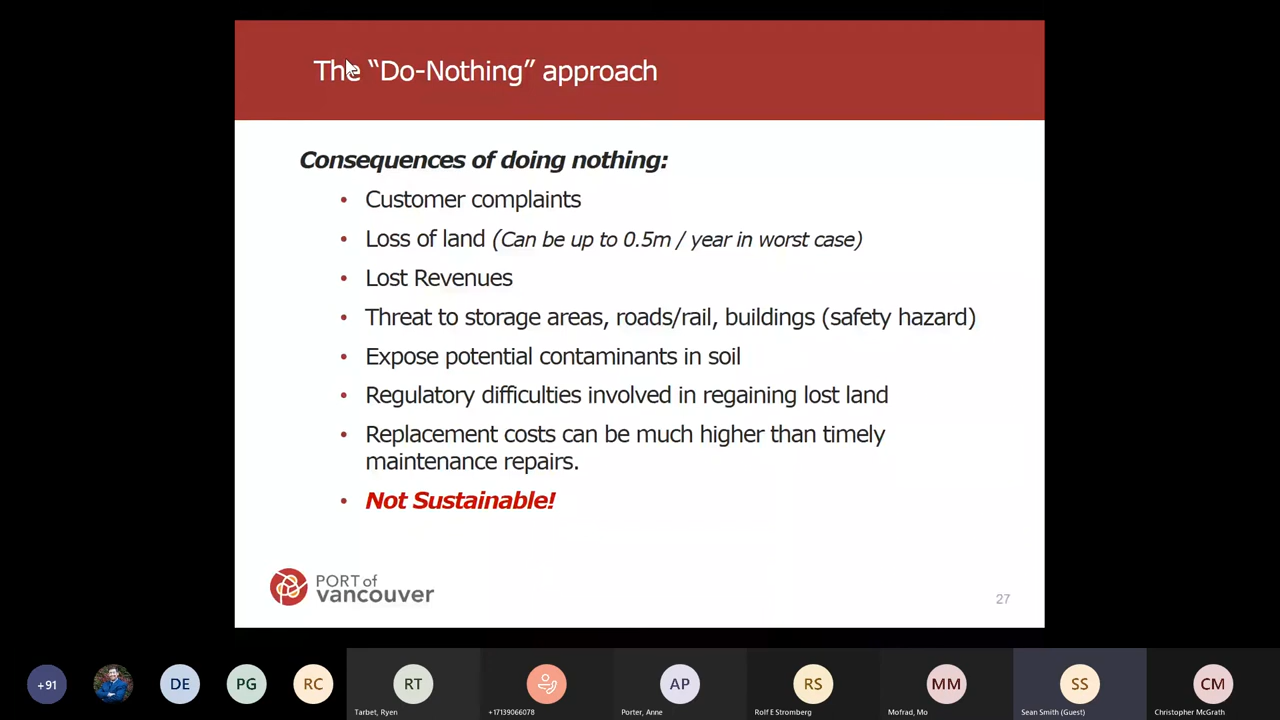 The “Do-Nothing” approach
Consequences of doing nothing:
• Customer complaints
• Loss of land (Can be up to 0.5m / year in worst case)
• Lost Revenues
• Threat to storage areas, roads/rail, buildings (safety hazard)
• Expose potential contaminants in soil
• Regulatory difficulties involved in regaining lost land
• Replacement costs can be much higher than timely
maintenance repairs.
• Not Sustainable!
PORT of
vancouver
27
+91
DE
PG
RC
RT
AP
RS
MM
SS
CM
Tarbet, Ryen
+17139066078
Porter, Anne
Rolf E Stromberg
Mofrad, Mo
Sean Smith (Guest)
Christopher McGrath